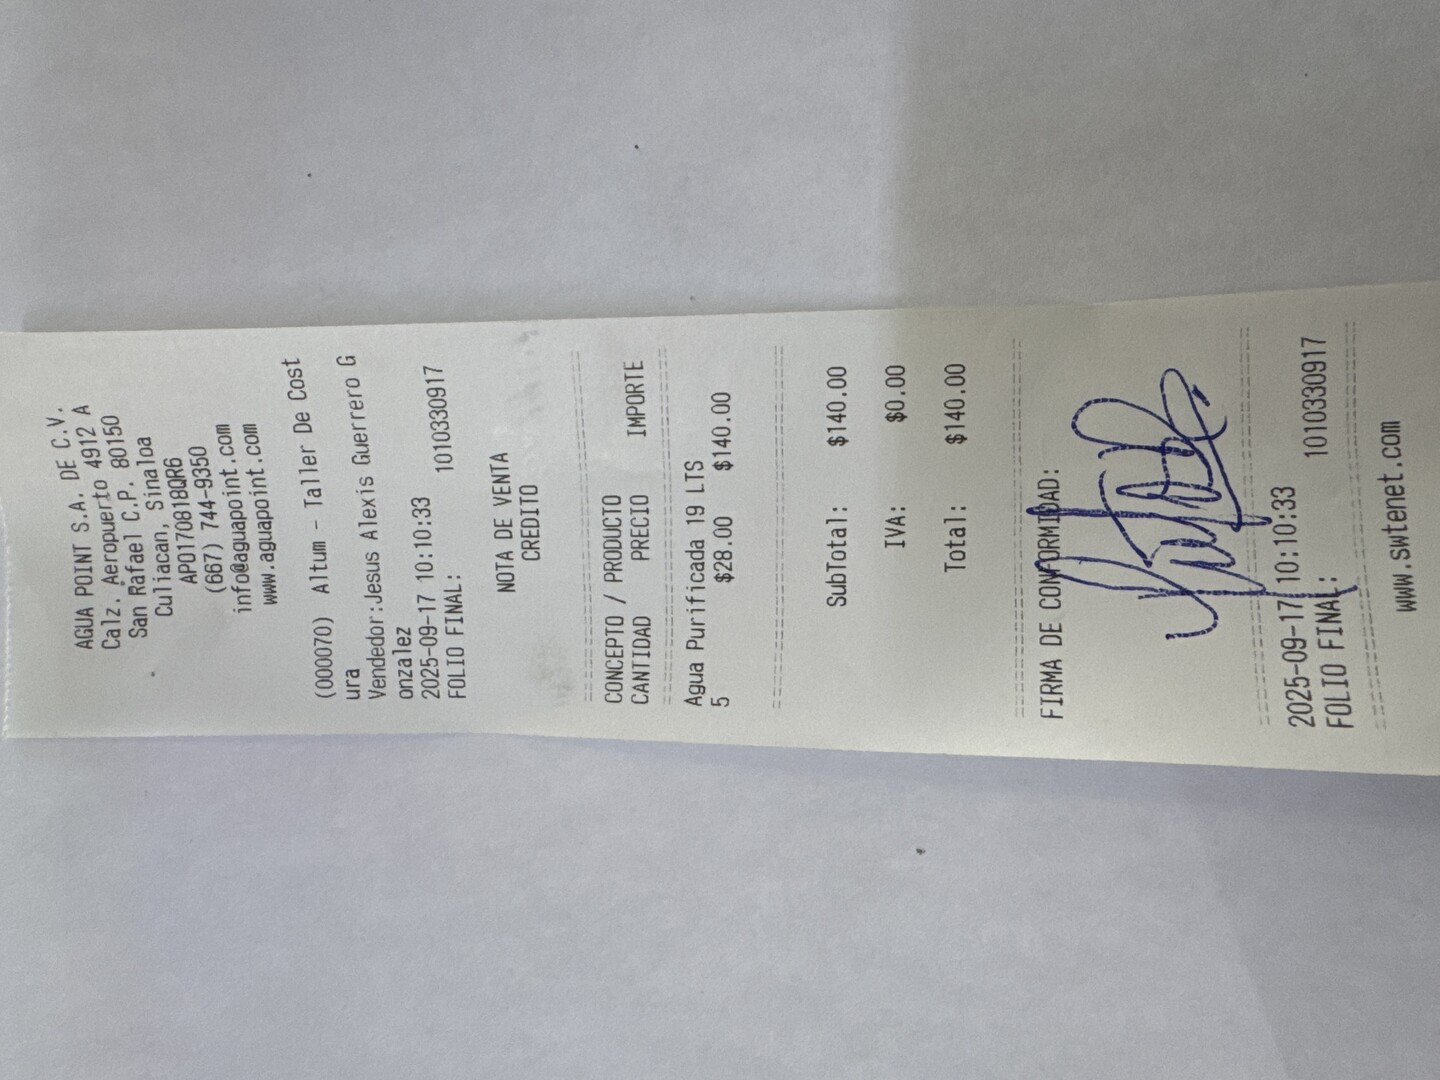 AGUA POINT S.A. DE C.V.
Calz. Aeropuerto 4912 A
San Rafael C.P. 80150
Culiacan, Sinaloa
APO170818QR6
(667) 744-9350
info@aguapoint.com
www.aguapoint.com
(000070) Altum - Taller De Cost
ura
Vendedor:Jesus Alexis Guerrero G
onzalez
2025-09-17 10:10:33
FOLIO FINAL: 1010330917
NOTA DE VENTA
CREDITO
CONCEPTO / PRODUCTO
CANTIDAD PRECIO IMPORTE
Agua Purificada 19 LTS
5 $28.00 $140.00
SubTotal: $140.00
IVA: $0.00
Total: $140.00
FIRMA DE CONFORMIDAD:
2025-09-17 10:10:33
FOLIO FINAL: 1010330917
www.swtenet.com